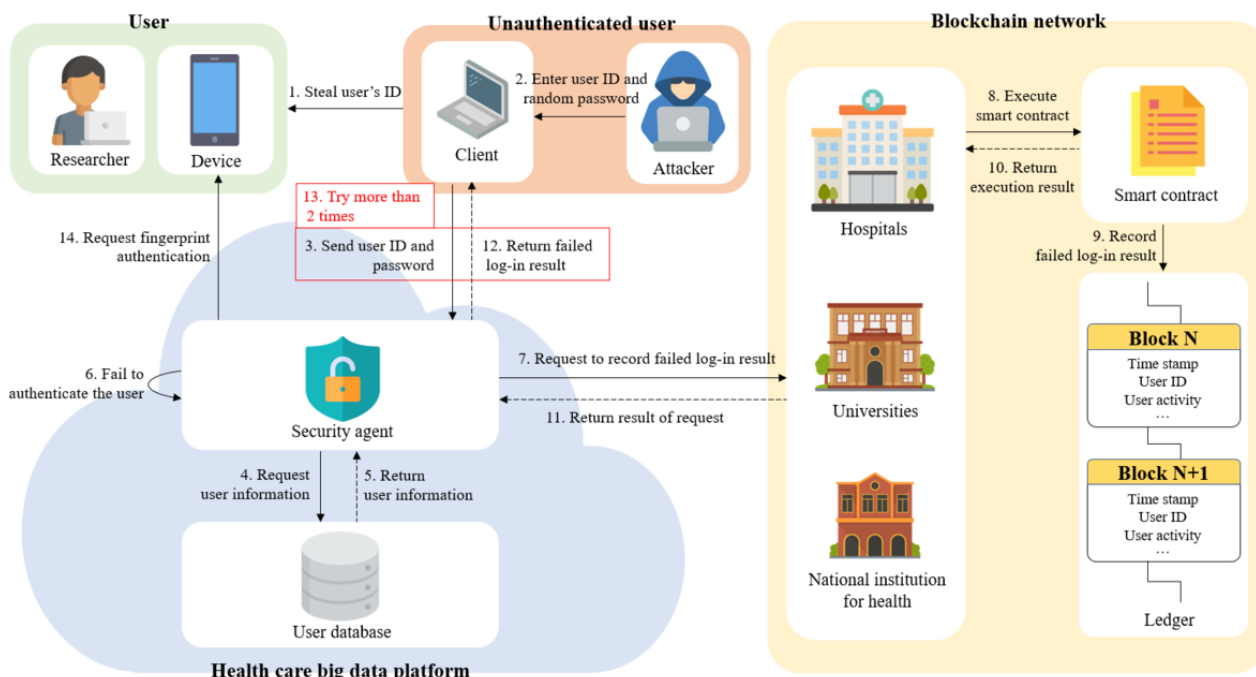 User
Unauthenticated user
Blockchain network
Researcher
Device
1. Steal user's ID
Client
2. Enter user ID and
random password
Attacker
Hospitals
8. Execute
smart contract
10. Return
execution result
Smart contract
13. Try more than
2 times
3. Send user ID and
password
12. Return failed
log-in result
14. Request fingerprint
authentication
9. Record
failed log-in result
6. Fail to
authenticate the user
Security agent
7. Request to record failed log-in result
11. Return result of request
Universities
Block N
Time stamp
User ID
User activity
…
4. Request
user information
5. Return
user information
Block N+1
Time stamp
User ID
User activity
…
User database
National institution
for health
Ledger
Health care big data platform